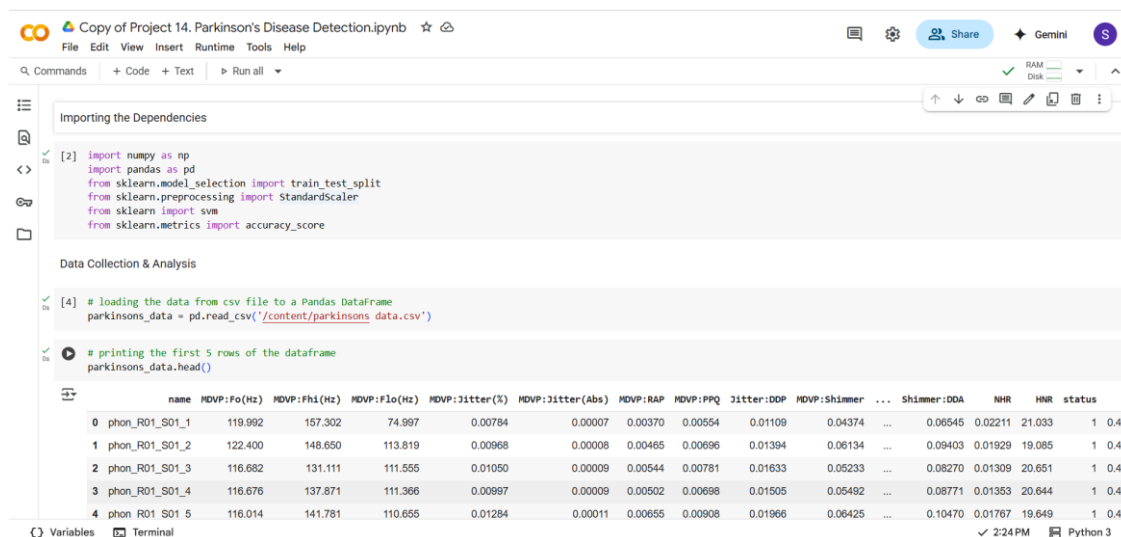 Copy of Project 14. Parkinson's Disease Detection.ipynb
File Edit View Insert Runtime Tools Help
Share
Gemini
S
Commands + Code + Text Run all
RAM
Disk
Importing the Dependencies
0s
[2] import numpy as np
import pandas as pd
from sklearn.model_selection import train_test_split
from sklearn.preprocessing import StandardScaler
from sklearn import svm
from sklearn.metrics import accuracy_score
Data Collection & Analysis
0s
[4] # loading the data from csv file to a Pandas DataFrame
parkinsons_data = pd.read_csv('/content/parkinsons data.csv')
0s
# printing the first 5 rows of the dataframe
parkinsons_data.head()
name MDVP:Fo(Hz) MDVP:Fhi(Hz) MDVP:Flo(Hz) MDVP:Jitter(%) MDVP:Jitter(Abs) MDVP:RAP MDVP:PPQ Jitter:DDP MDVP:Shimmer ... Shimmer:DDA NHR HNR status
0 phon_R01_S01_1 119.992 157.302 74.997 0.00784 0.00007 0.00370 0.00554 0.01109 0.04374 ... 0.06545 0.02211 21.033 1 0.4
1 phon_R01_S01_2 122.400 148.650 113.819 0.00968 0.00008 0.00465 0.00696 0.01394 0.06134 ... 0.09403 0.01929 19.085 1 0.4
2 phon_R01_S01_3 116.682 131.111 111.555 0.01050 0.00009 0.00544 0.00781 0.01633 0.05233 ... 0.08270 0.01309 20.651 1 0.4
3 phon_R01_S01_4 116.676 137.871 111.366 0.00997 0.00009 0.00502 0.00698 0.01505 0.05492 ... 0.08771 0.01353 20.644 1 0.4
4 phon_R01_S01_5 116.014 141.781 110.655 0.01284 0.00011 0.00655 0.00908 0.01966 0.06425 ... 0.10470 0.01767 19.649 1 0.4
Variables Terminal 2:24 PM Python 3